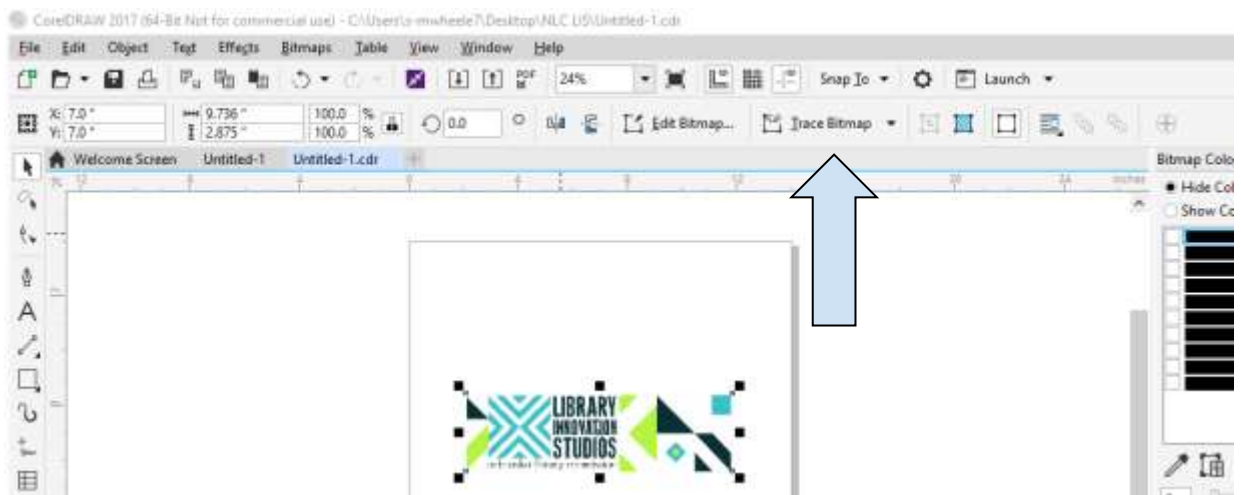 CorelDRAW 2017 (64-Bit Not for commercial use) - C:\Users\s-mwheele7\Desktop\NLC LIS\Untitled-1.cdr
File Edit Object Text Effects Bitmaps Table View Window Help
PDF 24% Snap To Launch
X: 7.0 " 9.736 " 100.0 % 0.0 Edit Bitmap... Trace Bitmap
Y: 7.0 " 2.875 " 100.0 %
Welcome Screen Untitled-1 Untitled-1.cdr Bitmap Colo
inches
Hide Col
Show Co
LIBRARY
INNOVATION
STUDIOS